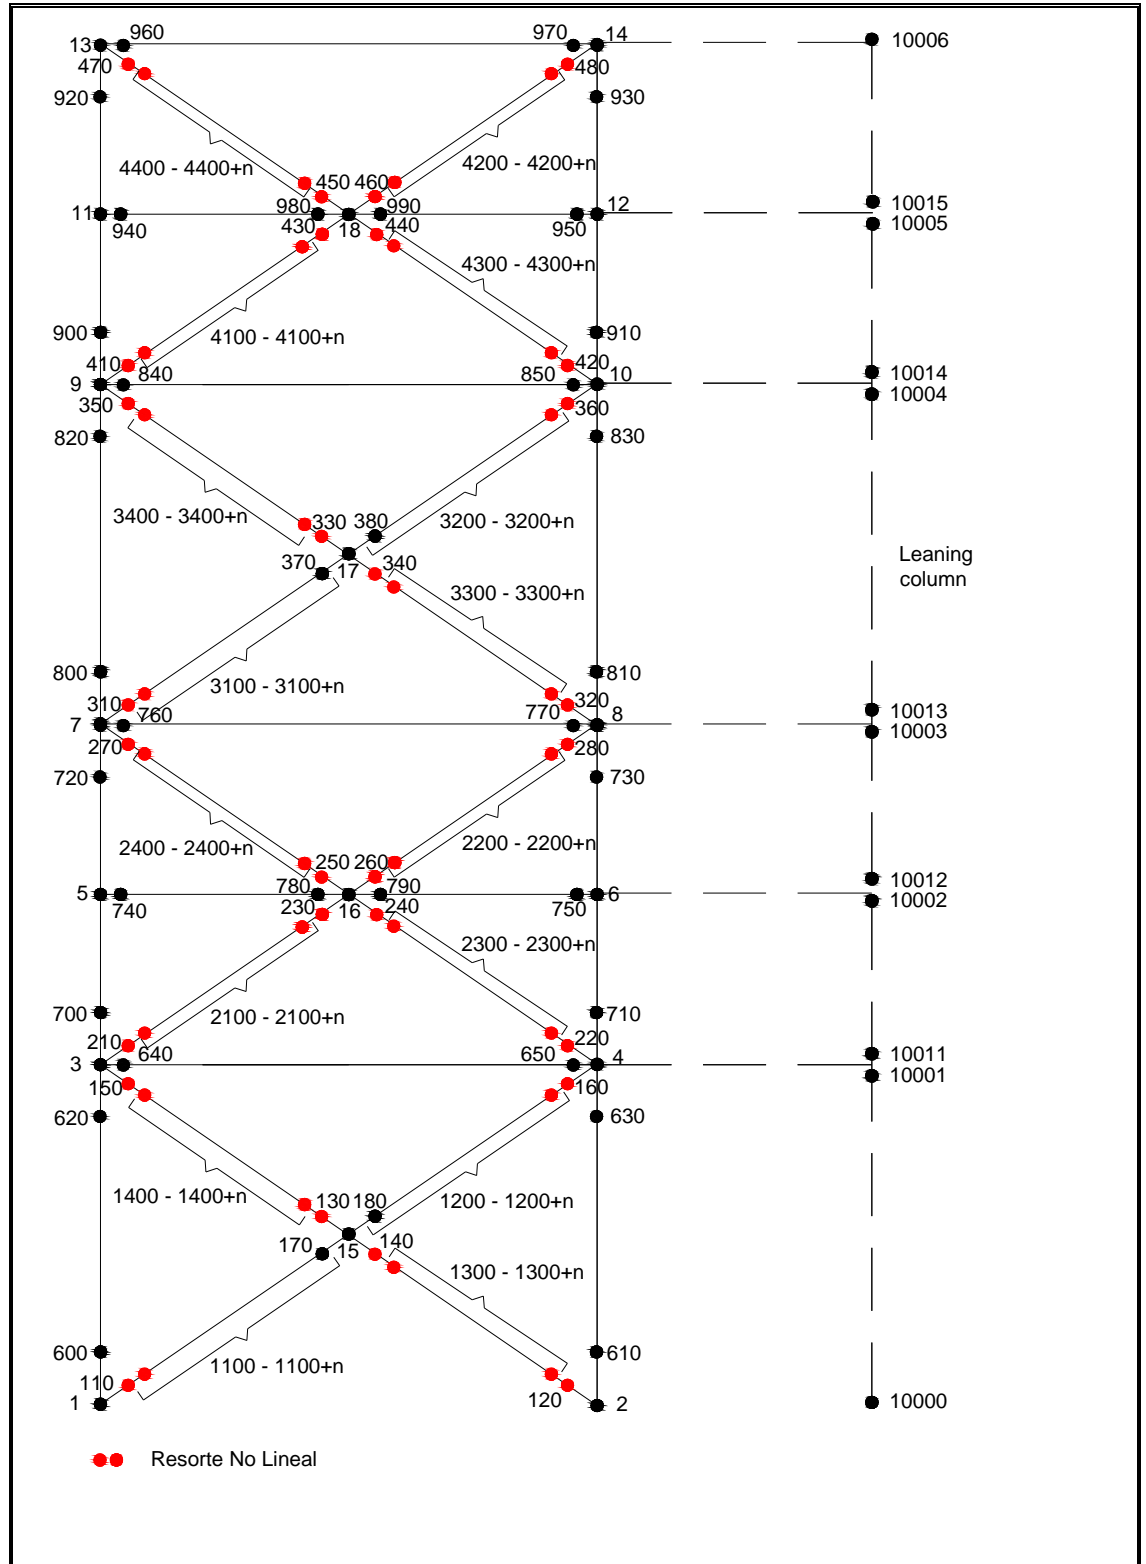 13 960 970 14 10006
470 480
920 930
4400 - 4400+n 4200 - 4200+n
450 460
11 980 990 12 10015
940 430 18 440 950 10005
4300 - 4300+n
900 4100 - 4100+n 910
410 420
9 840 850 10 10014
350 360 10004
820 830
3400 - 3400+n 3200 - 3200+n
330 380
370 17 340 Leaning
column
3300 - 3300+n
800 810
310 3100 - 3100+n 320
7 760 770 8 10013
270 280 10003
720 730
2400 - 2400+n 2200 - 2200+n
250 260
5 780 790 6 10012
740 230 16 240 750 10002
2300 - 2300+n
700 2100 - 2100+n 710
210 220
3 640 650 4 10011
150 160 10001
620 630
1400 - 1400+n 1200 - 1200+n
130 180
170 15 140
1300 - 1300+n
600 1100 - 1100+n 610
110 120
1 2 10000
Resorte No Lineal